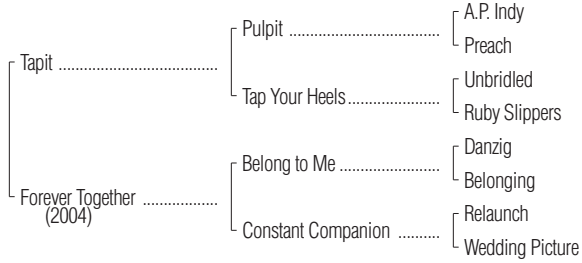 A.P. Indy
Pulpit ..................................
Preach
Tapit ....................................
Unbridled
Tap Your Heels.....................
Ruby Slippers
Danzig
Belong to Me .......................
Belonging
Forever Together .................
(2004)
Relaunch
Constant Companion ..........
Wedding Picture